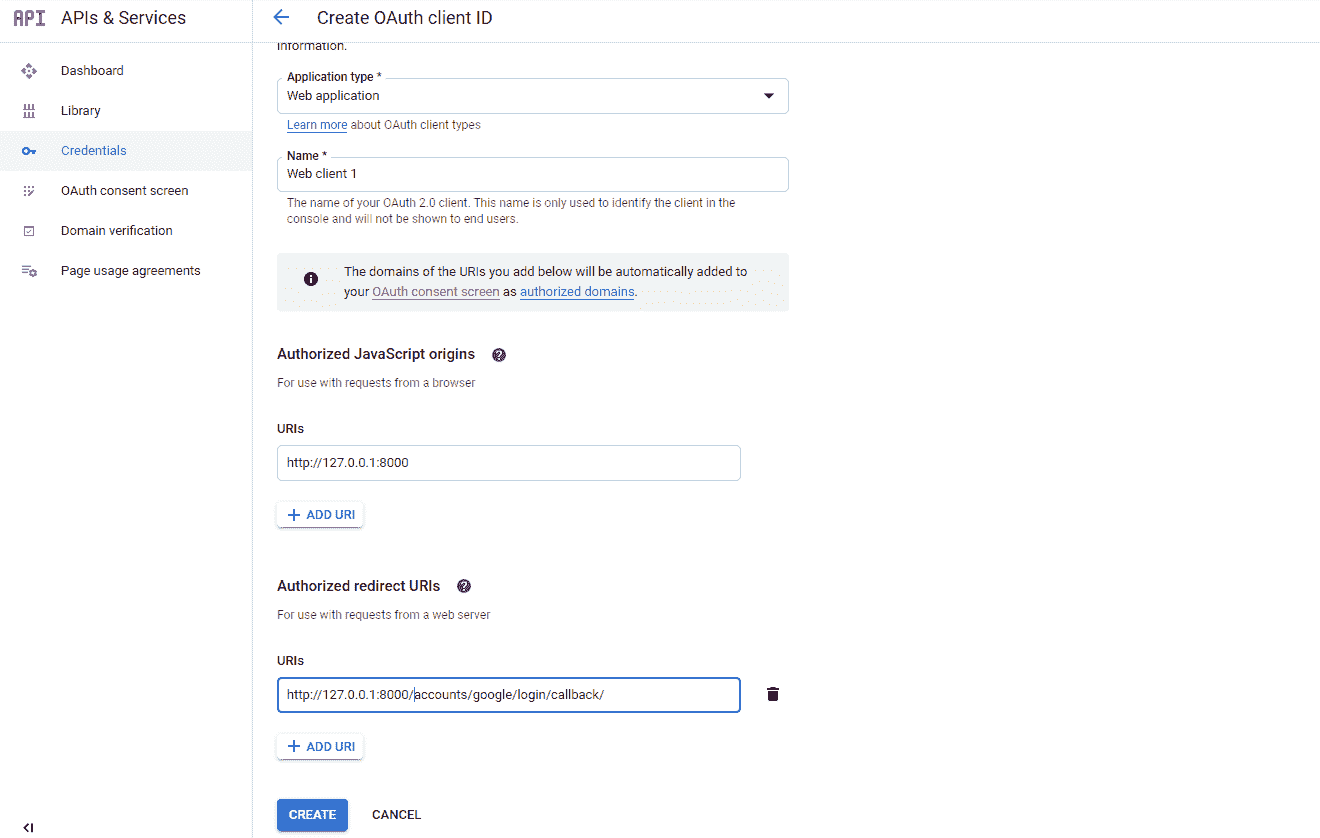 API APIs & Services
Create OAuth client ID
Dashboard
Library
Credentials
OAuth consent screen
Domain verification
Page usage agreements
information.
Application type *
Web application
Learn more about OAuth client types
Name *
Web client 1
The name of your OAuth 2.0 client. This name is only used to identify the client in the
console and will not be shown to end users.
The domains of the URIs you add below will be automatically added to
your OAuth consent screen as authorized domains.
Authorized JavaScript origins
For use with requests from a browser
URIs
http://127.0.0.1:8000
ADD URI
Authorized redirect URIs
For use with requests from a web server
URIs
http://127.0.0.1:8000/accounts/google/login/callback/
ADD URI
CREATE CANCEL